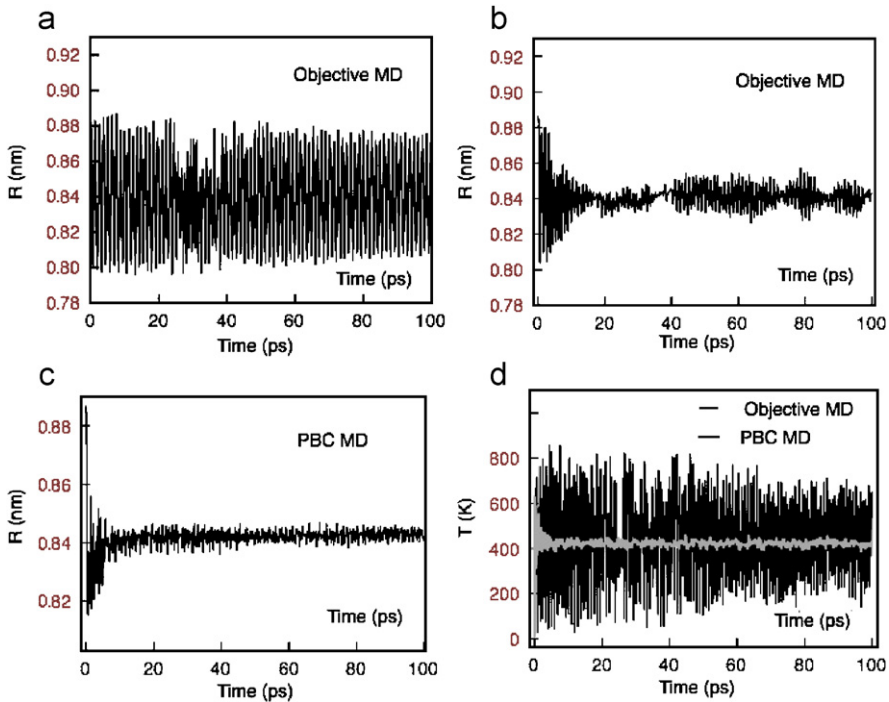 a
0.92
0.90
0.88
0.86
0.84
0.82
0.80
0.78
R (nm)
Objective MD
Time (ps)
0 20 40 60 80 100
Time (ps)
b
0.92
0.90
0.88
0.86
0.84
0.82
0.80
0.78
R (nm)
Objective MD
Time (ps)
0 20 40 60 80 100
Time (ps)
c
0.88
0.86
0.84
0.82
R (nm)
PBC MD
Time (ps)
0 20 40 60 80 100
Time (ps)
d
800
600
400
200
0
T (K)
Objective MD
PBC MD
Time (ps)
0 20 40 60 80 100
Time (ps)